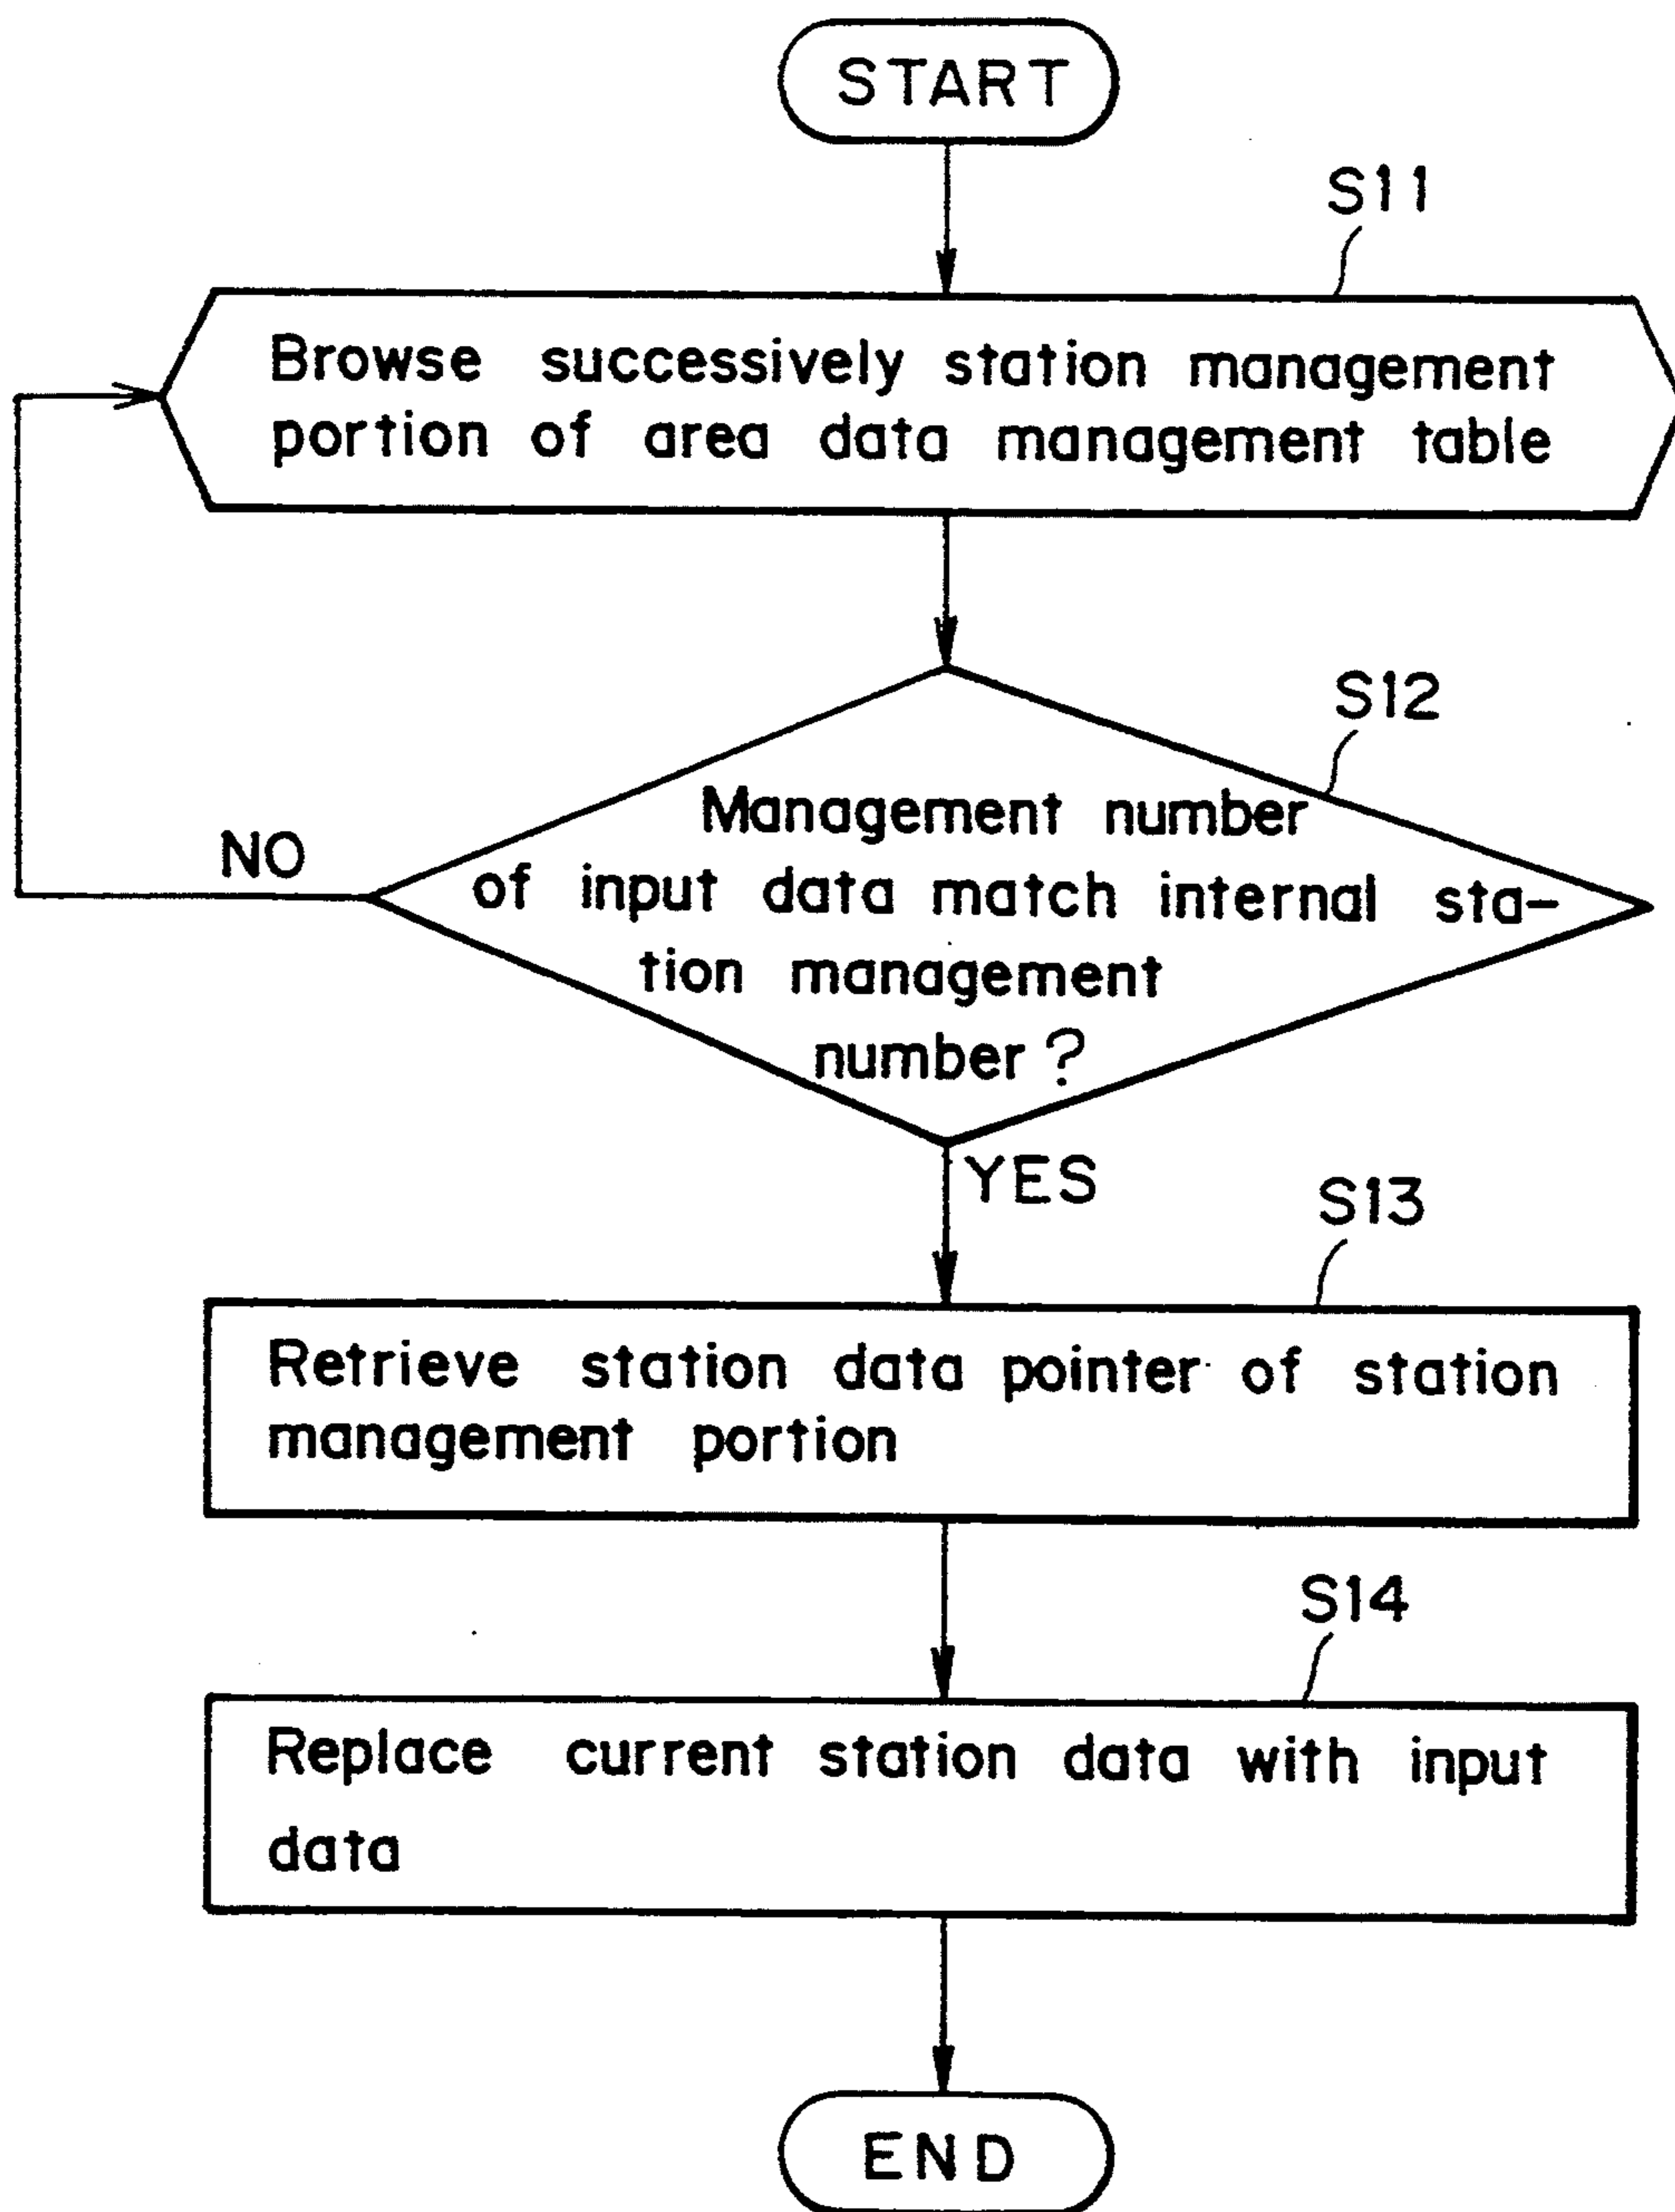 START
S11
Browse successively station management
portion of area data management table
S12
Management number
of input data match internal sta-
tion management
number?
NO
YES
S13
Retrieve station data pointer of station
management portion
S14
Replace current station data with input
data
END